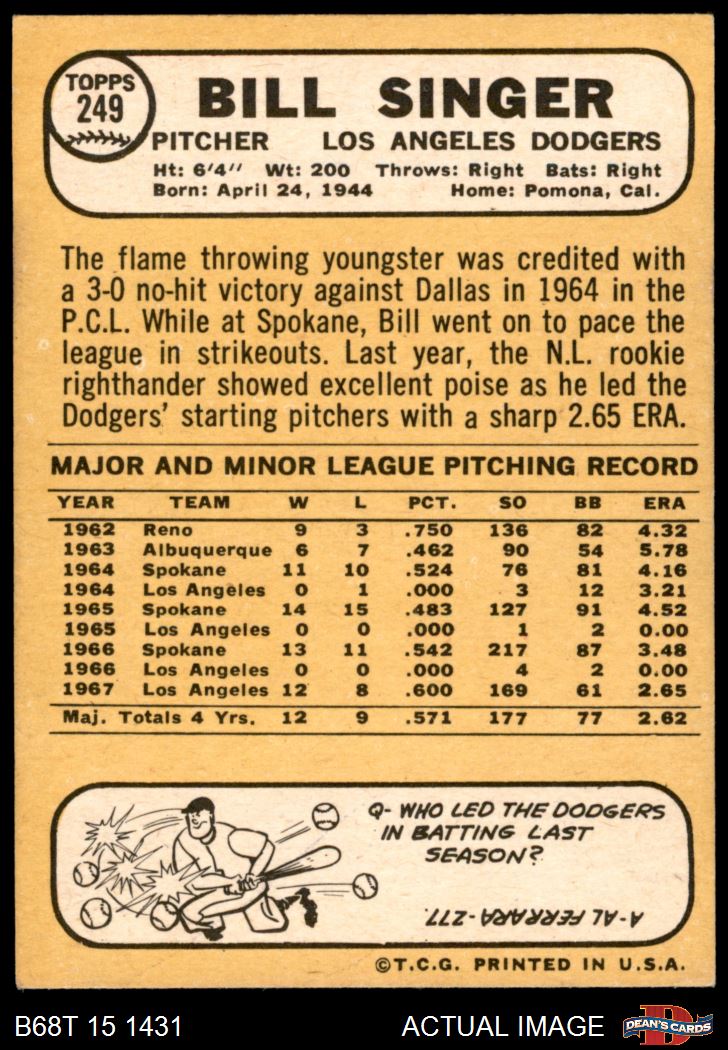 TOPPS
249
BILL SINGER
PITCHER LOS ANGELES DODGERS
Ht: 6'4" Wt: 200 Throws: Right Bats: Right
Born: April 24, 1944 Home: Pomona, Cal.
The flame throwing youngster was credited with
a 3-0 no-hit victory against Dallas in 1964 in the
P.C.L. While at Spokane, Bill went on to pace the
league in strikeouts. Last year, the N.L. rookie
righthander showed excellent poise as he led the
Dodgers' starting pitchers with a sharp 2.65 ERA.
MAJOR AND MINOR LEAGUE PITCHING RECORD
YEAR TEAM W L PCT. SO BB ERA
1962 Reno 9 3 .750 136 82 4.32
1963 Albuquerque 6 7 .462 90 54 5.78
1964 Spokane 11 10 .524 76 81 4.16
1964 Los Angeles 0 1 .000 3 12 3.21
1965 Spokane 14 15 .483 127 91 4.52
1965 Los Angeles 0 0 .000 1 2 0.00
1966 Spokane 13 11 .542 217 87 3.48
1966 Los Angeles 0 0 .000 4 2 0.00
1967 Los Angeles 12 8 .600 169 61 2.65
Maj. Totals 4 Yrs. 12 9 .571 177 77 2.62
Q- WHO LED THE DODGERS
IN BATTING LAST
SEASON?
A-AL FERRARA-.277.
©T.C.G. PRINTED IN U.S.A.
B68T 15 1431 ACTUAL IMAGE
D
DEAN'S CARDS